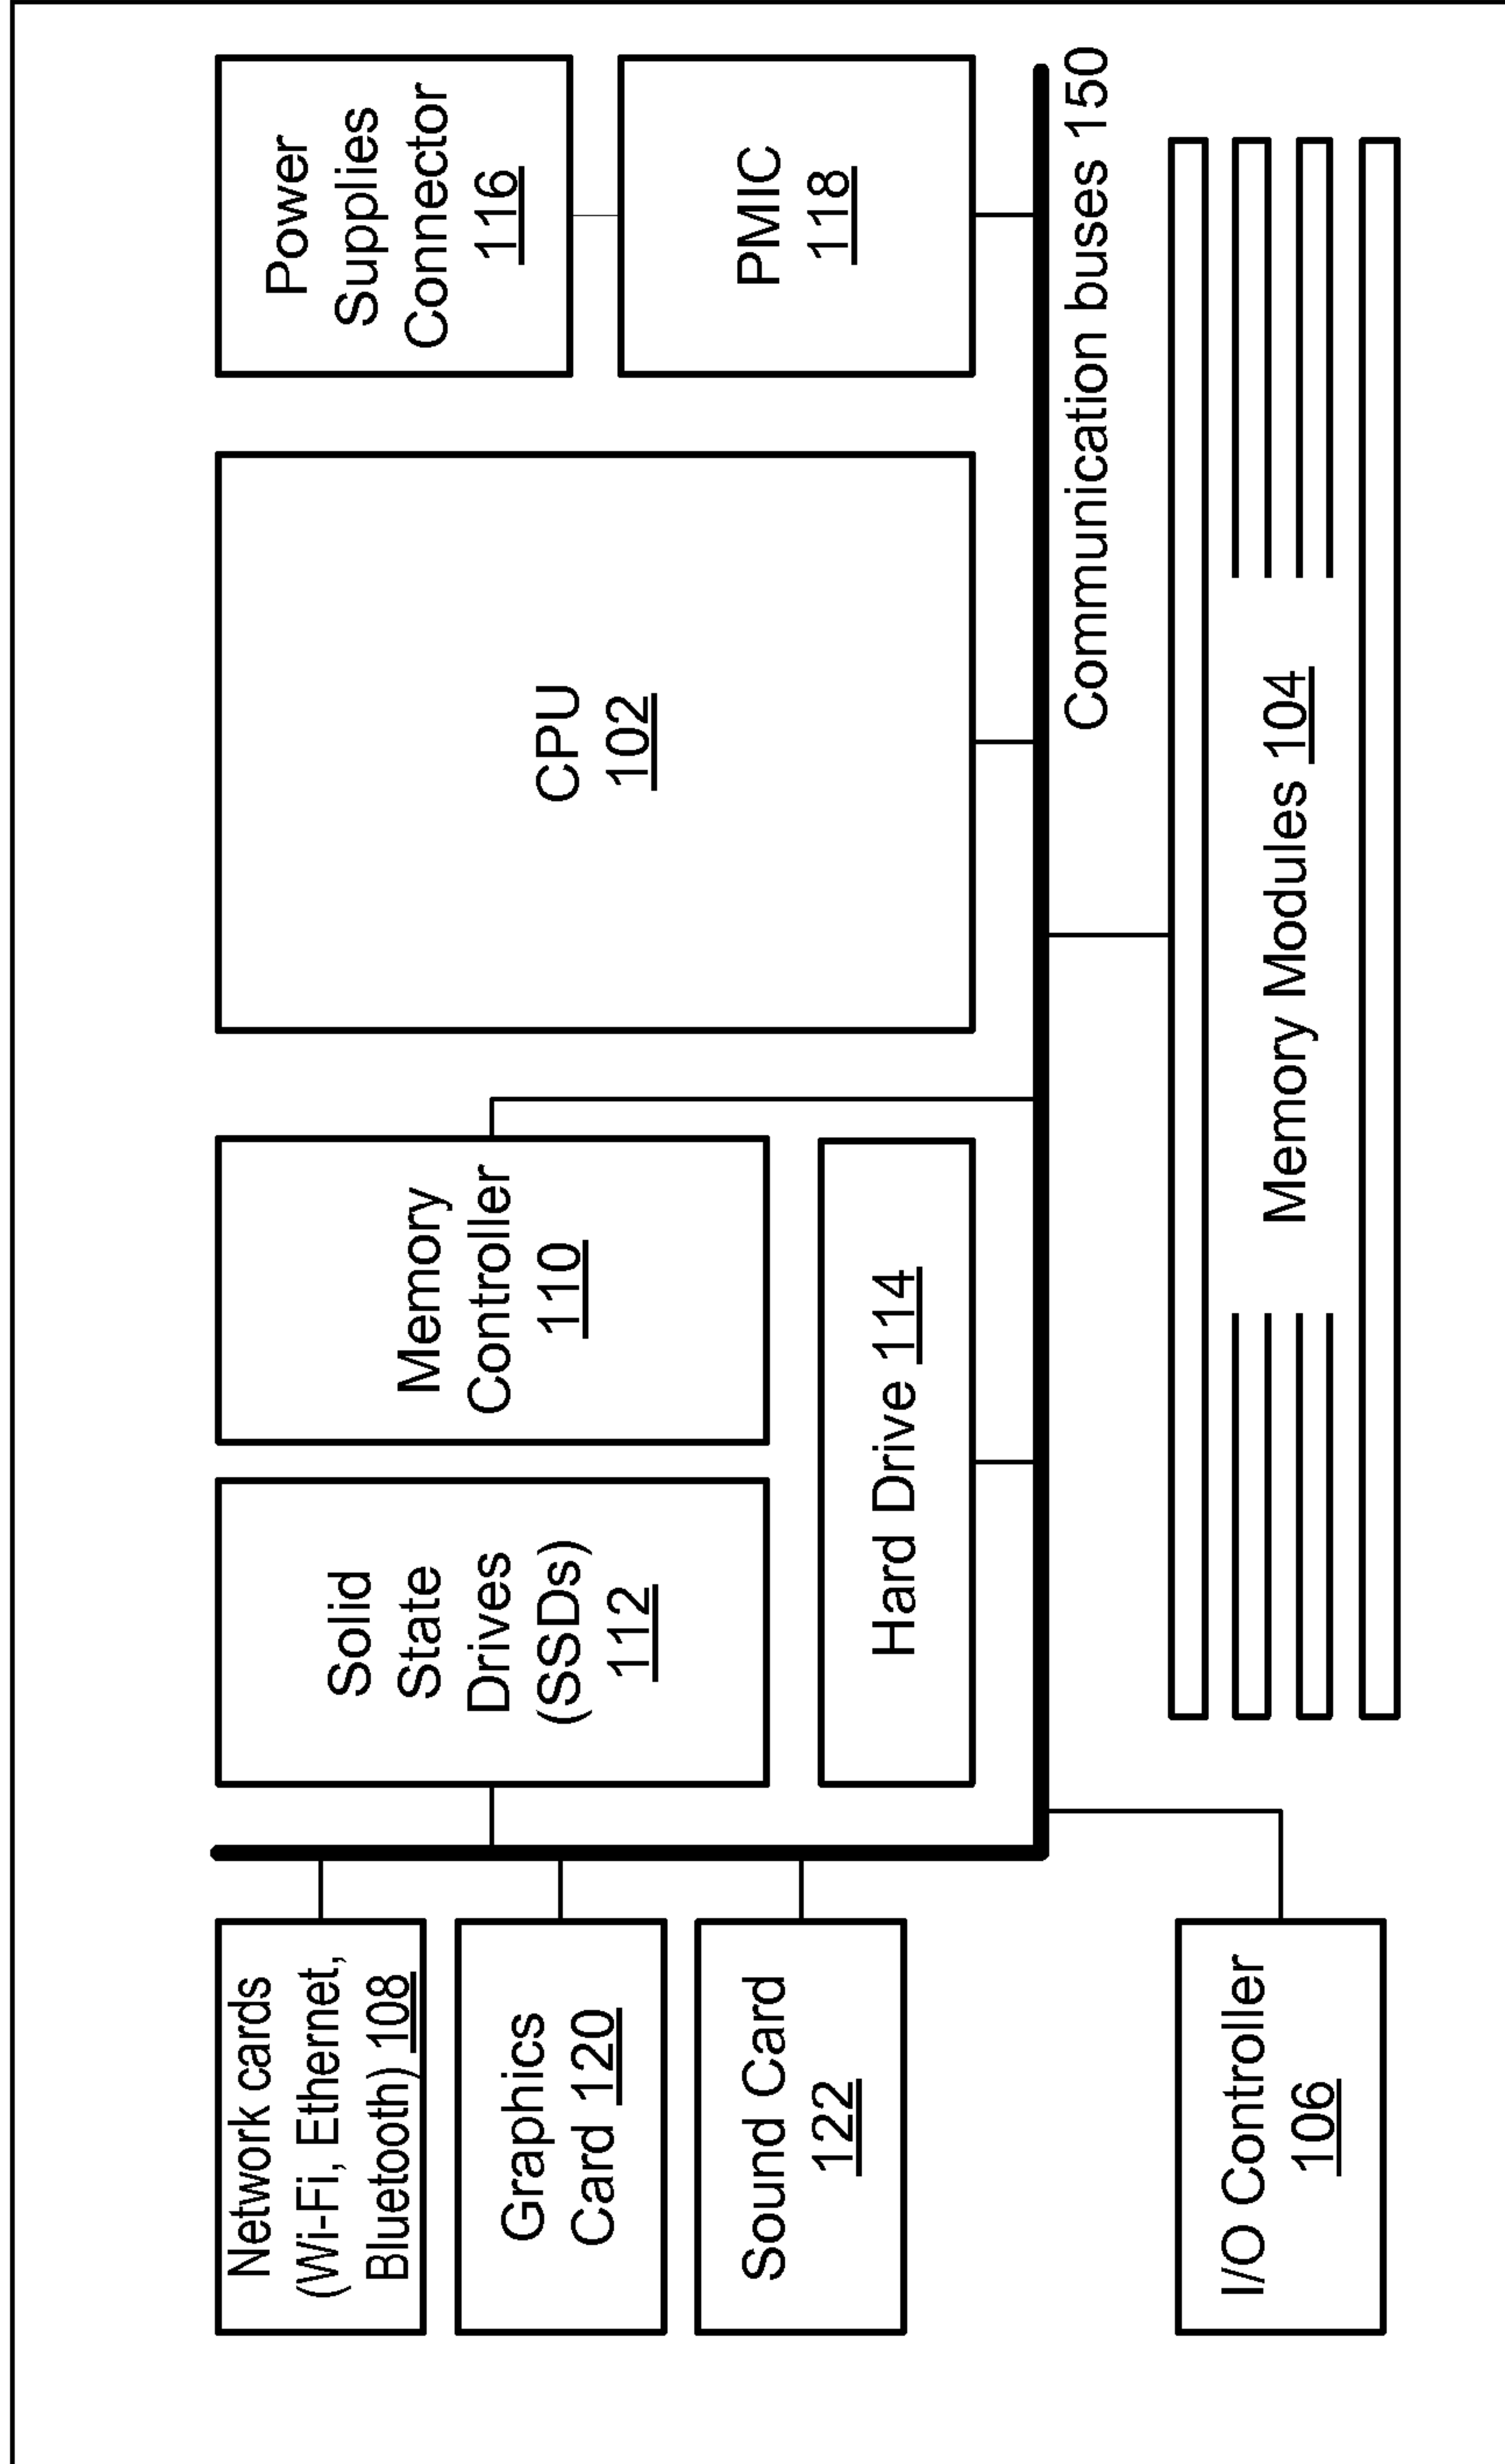 Network cards
(Wi-Fi, Ethernet,
Bluetooth) 108
Graphics
Card 120
Sound Card
122
I/O Controller
106
Solid
State
Drives
(SSDs)
112
Memory
Controller
110
Hard Drive 114
CPU
102
Power
Supplies
Connector
116
PMIC
118
Communication buses 150
Memory Modules 104